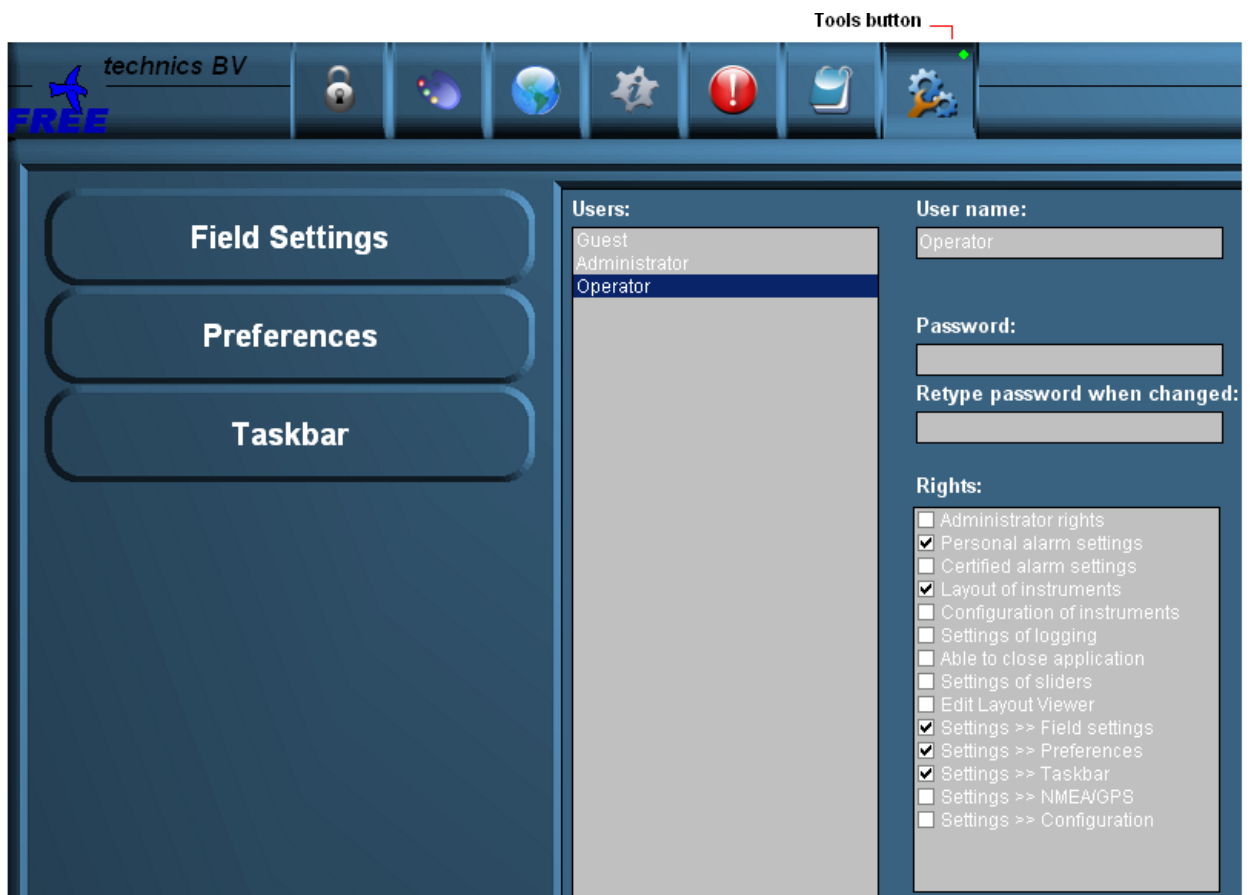 Tools button
technics BV
FREE
Field Settings
Preferences
Taskbar
Users:
Guest
Administrator
Operator
User name:
Operator
Password:
Retype password when changed:
Rights:
Administrator rights
Personal alarm settings
Certified alarm settings
Layout of instruments
Configuration of instruments
Settings of logging
Able to close application
Settings of sliders
Edit Layout Viewer
Settings >> Field settings
Settings >> Preferences
Settings >> Taskbar
Settings >> NMEA/GPS
Settings >> Configuration